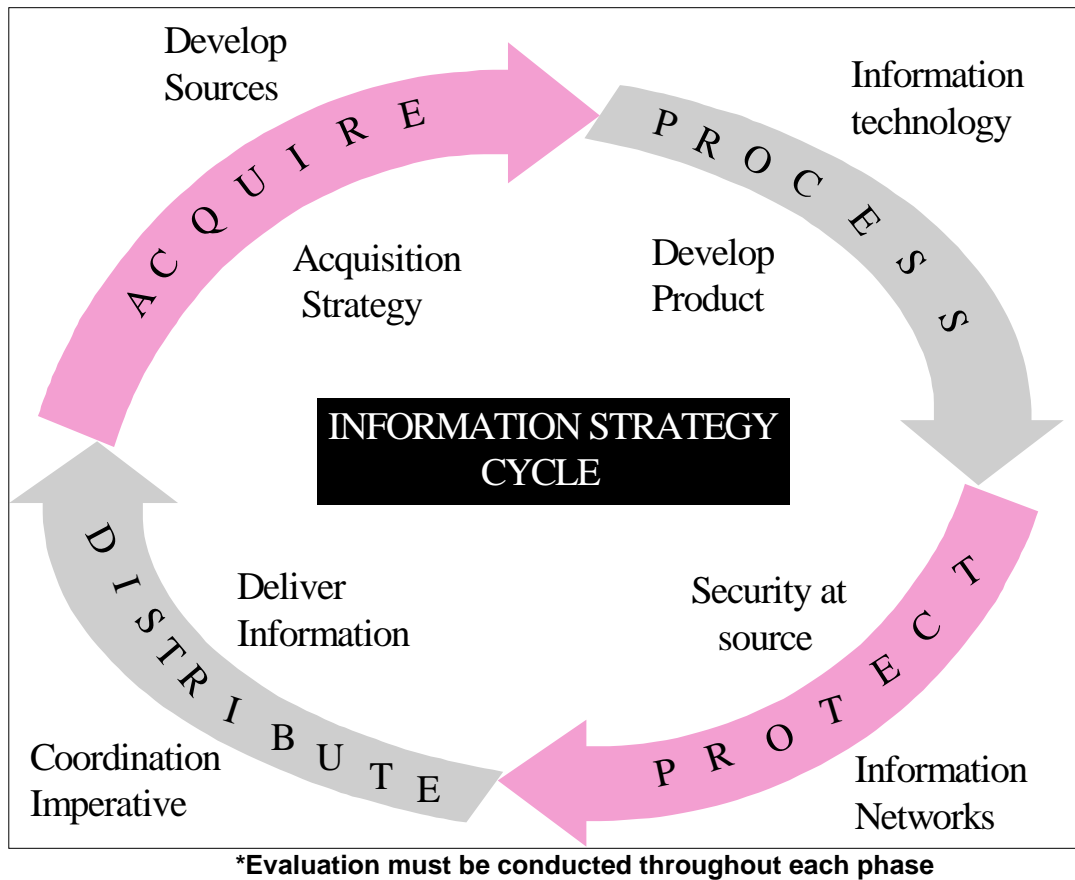 Develop
Sources
ACQUIRE
Acquisition
Strategy
PROCESS
Information
technology
Develop
Product
INFORMATION STRATEGY
CYCLE
PROTECT
Security at
source
Information
Networks
DISTRIBUTE
Deliver
Information
Coordination
Imperative
*Evaluation must be conducted throughout each phase